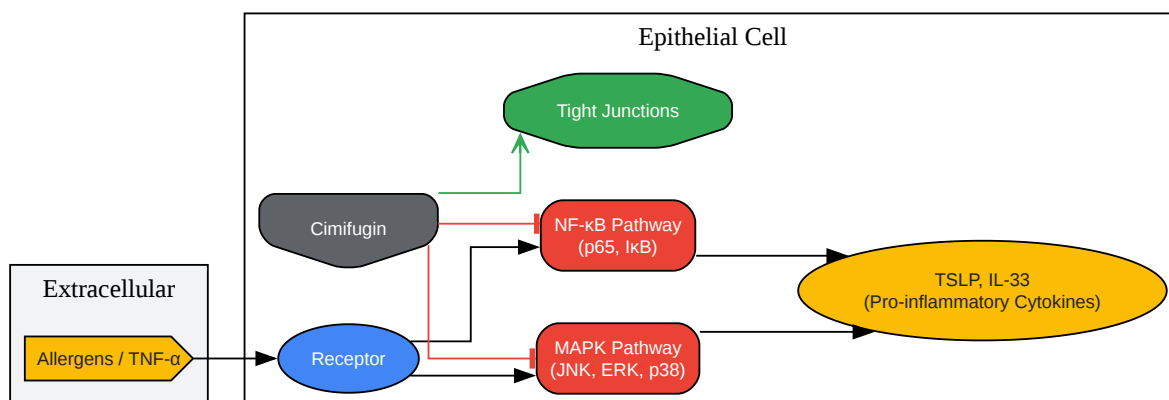 Epithelial Cell
Tight Junctions
Cimifugin
NF-κB Pathway
(p65, IκB)
TSLP, IL-33
(Pro-inflammatory Cytokines)
Extracellular
Allergens / TNF-α
Receptor
MAPK Pathway
(JNK, ERK, p38)